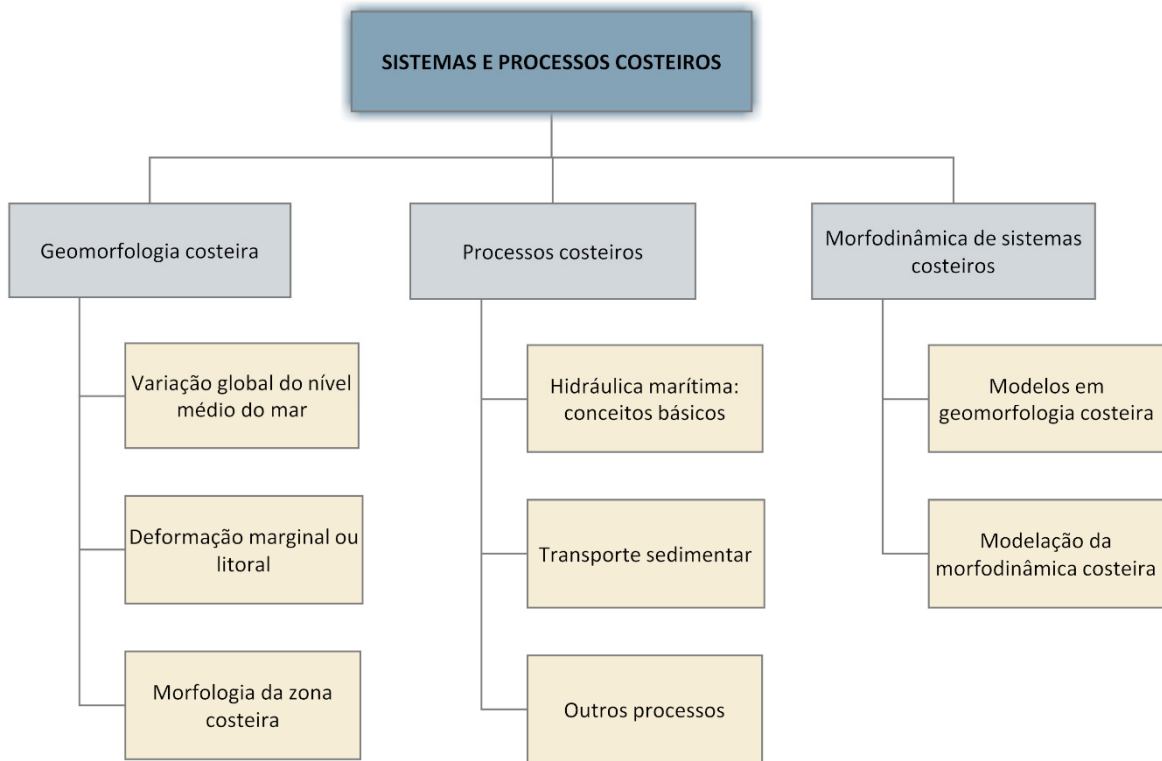 SISTEMAS E PROCESSOS COSTEIROS
Geomorfologia costeira
Variação global do nível
médio do mar
Deformação marginal ou
litoral
Morfologia da zona
costeira
Processos costeiros
Hidráulica marítima:
conceitos básicos
Transporte sedimentar
Outros processos
Morfodinâmica de sistemas
costeiros
Modelos em
geomorfologia costeira
Modelação da
morfodinâmica costeira